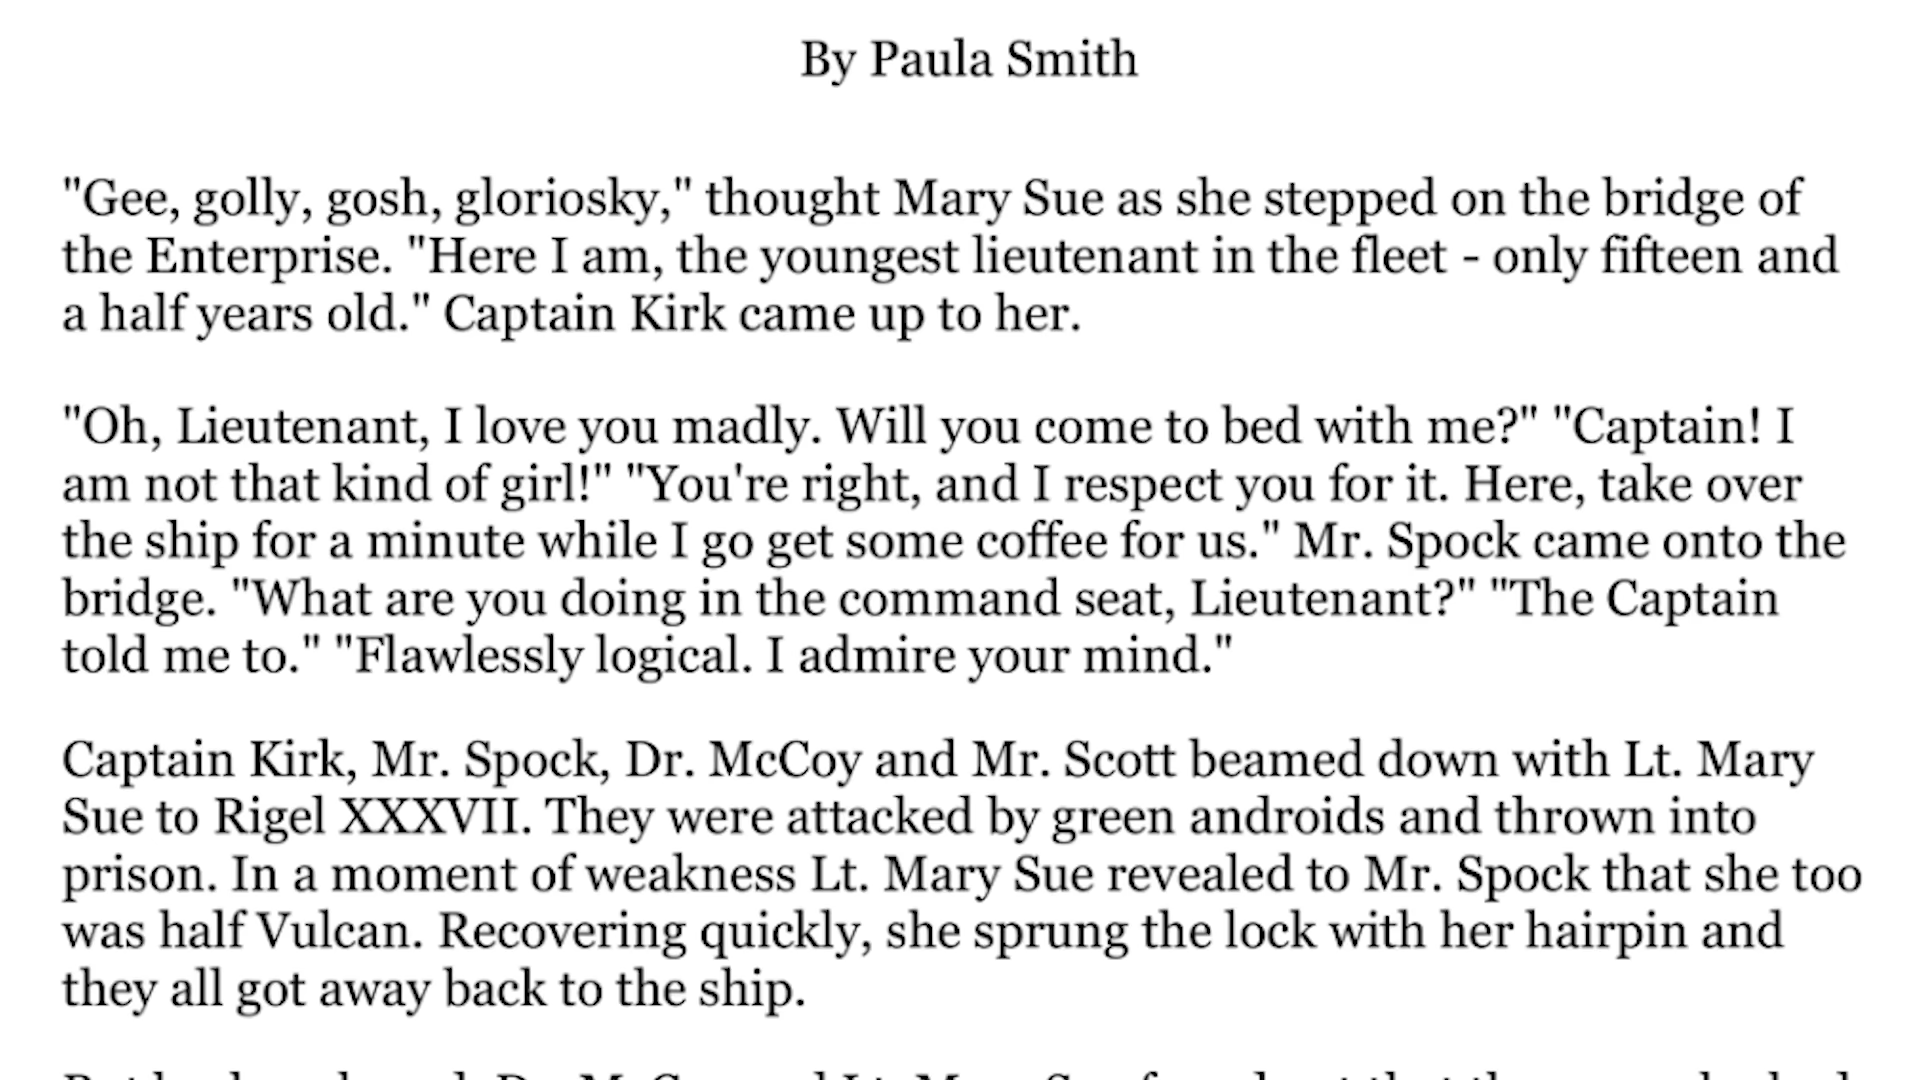 By Paula Smith
"Gee, golly, gosh, gloriosky," thought Mary Sue as she stepped on the bridge of
the Enterprise. "Here I am, the youngest lieutenant in the fleet - only fifteen and
a half years old." Captain Kirk came up to her.
"Oh, Lieutenant, I love you madly. Will you come to bed with me?" "Captain! I
am not that kind of girl!" "You're right, and I respect you for it. Here, take over
the ship for a minute while I go get some coffee for us." Mr. Spock came onto the
bridge. "What are you doing in the command seat, Lieutenant?" "The Captain
told me to." "Flawlessly logical. I admire your mind."
Captain Kirk, Mr. Spock, Dr. McCoy and Mr. Scott beamed down with Lt. Mary
Sue to Rigel XXXVII. They were attacked by green androids and thrown into
prison. In a moment of weakness Lt. Mary Sue revealed to Mr. Spock that she too
was half Vulcan. Recovering quickly, she sprung the lock with her hairpin and
they all got away back to the ship.